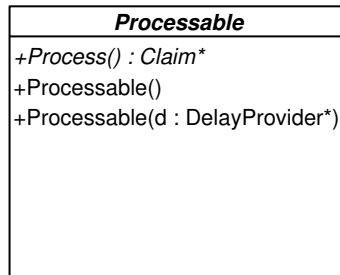 Processable
+Process() : Claim*
+Processable()
+Processable(d : DelayProvider*)